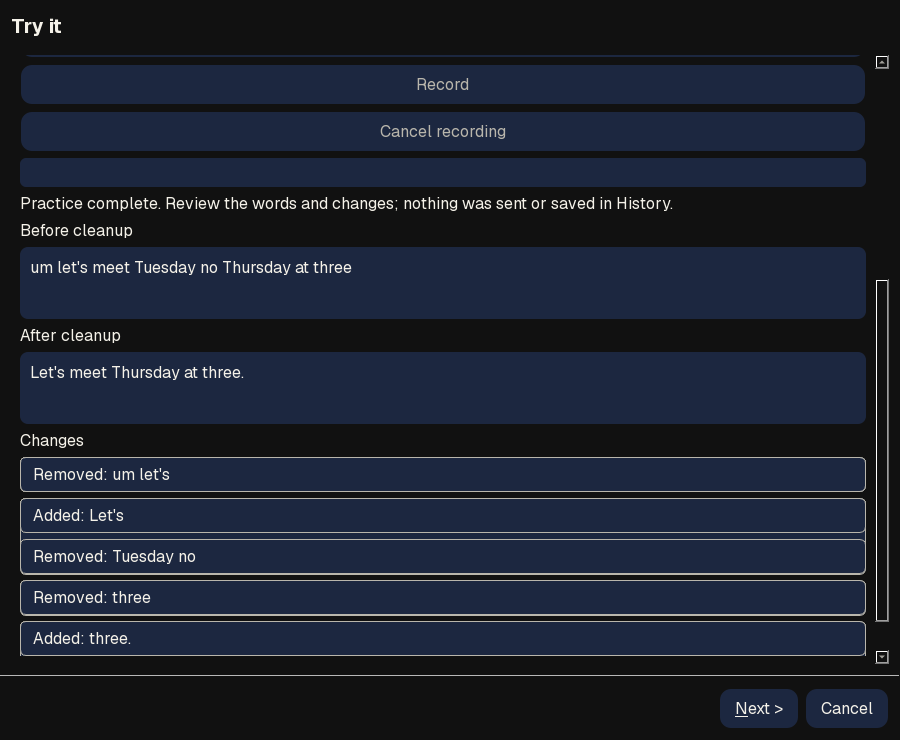 Try it
Record
Cancel recording
Practice complete. Review the words and changes; nothing was sent or saved in History.
Before cleanup
um let's meet Tuesday no Thursday at three
After cleanup
Let's meet Thursday at three.
Changes
Removed: um let's
Added: Let's
Removed: Tuesday no
Removed: three
Added: three.
Next >
Cancel